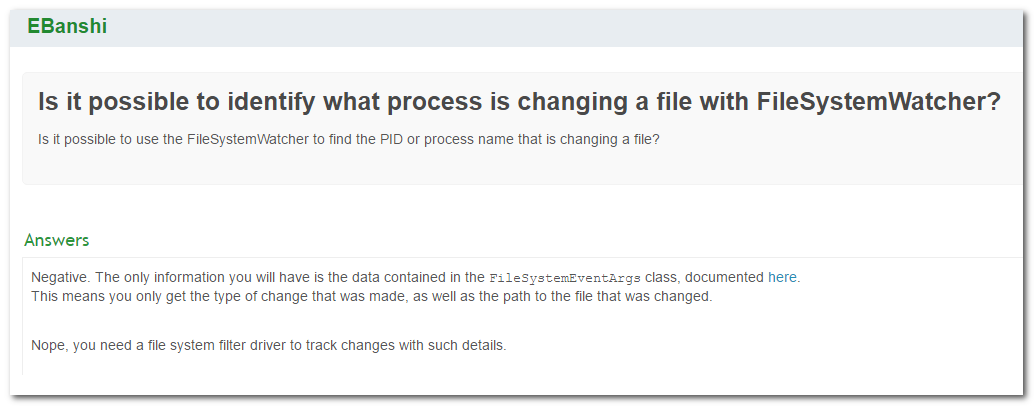 EBanshi
Is it possible to identify what process is changing a file with FileSystemWatcher?
Is it possible to use the FileSystemWatcher to find the PID or process name that is changing a file?
Answers
Negative. The only information you will have is the data contained in the FileSystemEventArgs class, documented here.
This means you only get the type of change that was made, as well as the path to the file that was changed.
Nope, you need a file system filter driver to track changes with such details.